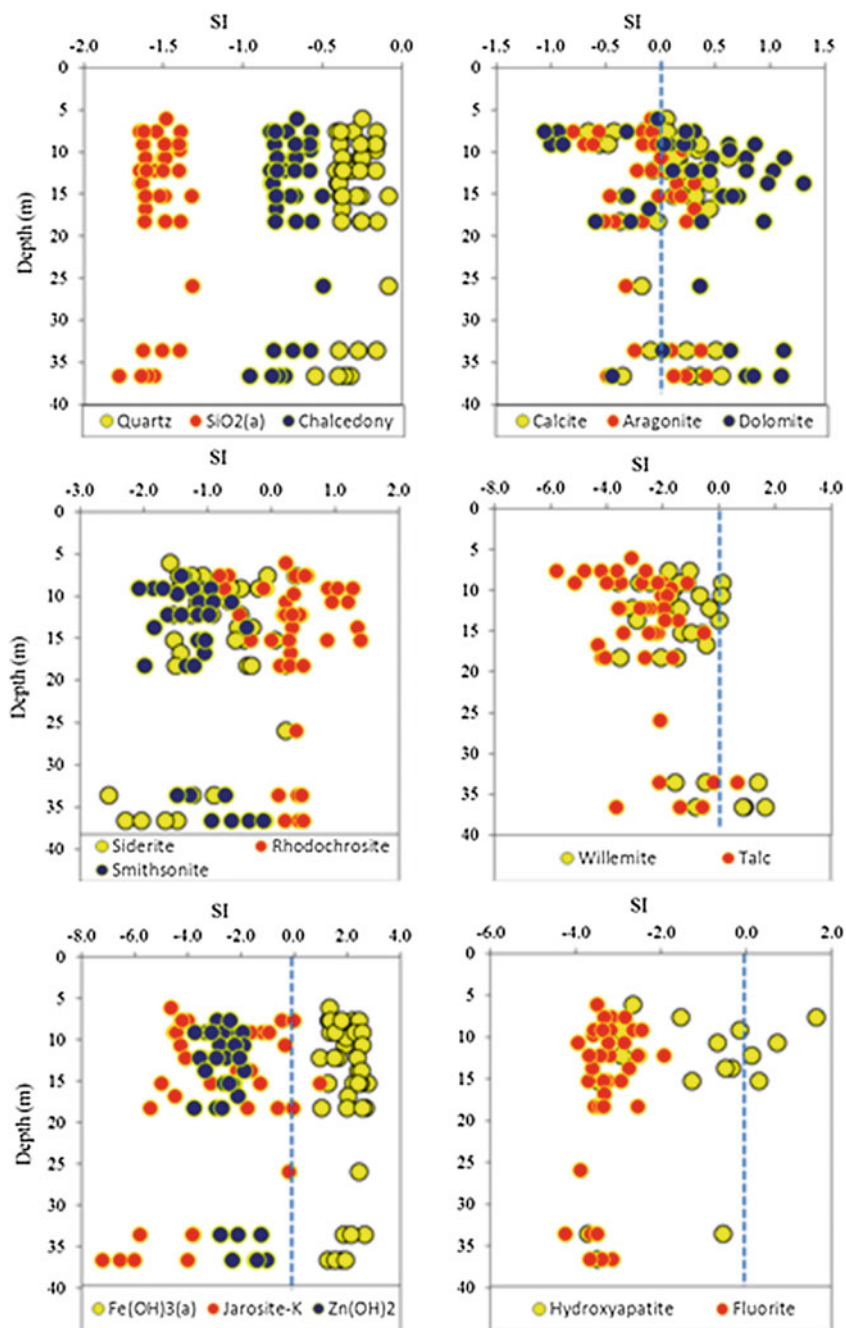 SI
-2.0 -1.5 -1.0 -0.5 0.0
0
5
10
15
20
25
30
35
40
Depth (m)
Quartz SiO2(a) Chalcedony
SI
-1.5 -1.0 -0.5 0.0 0.5 1.0 1.5
0
5
10
15
20
25
30
35
40
Calcite Aragonite Dolomite
SI
-3.0 -2.0 -1.0 0.0 1.0 2.0
0
5
10
15
20
25
30
35
40
Depth (m)
Siderite Rhodochrosite
Smithsonite
SI
-8.0 -6.0 -4.0 -2.0 0.0 2.0 4.0
0
5
10
15
20
25
30
35
40
Willemite Talc
SI
-8.0 -6.0 -4.0 -2.0 0.0 2.0 4.0
0
5
10
15
20
25
30
35
40
Depth (m)
Fe(OH)3(a) Jarosite-K Zn(OH)2
SI
-6.0 -4.0 -2.0 0.0 2.0
0
5
10
15
20
25
30
35
40
Hydroxyapatite Fluorite